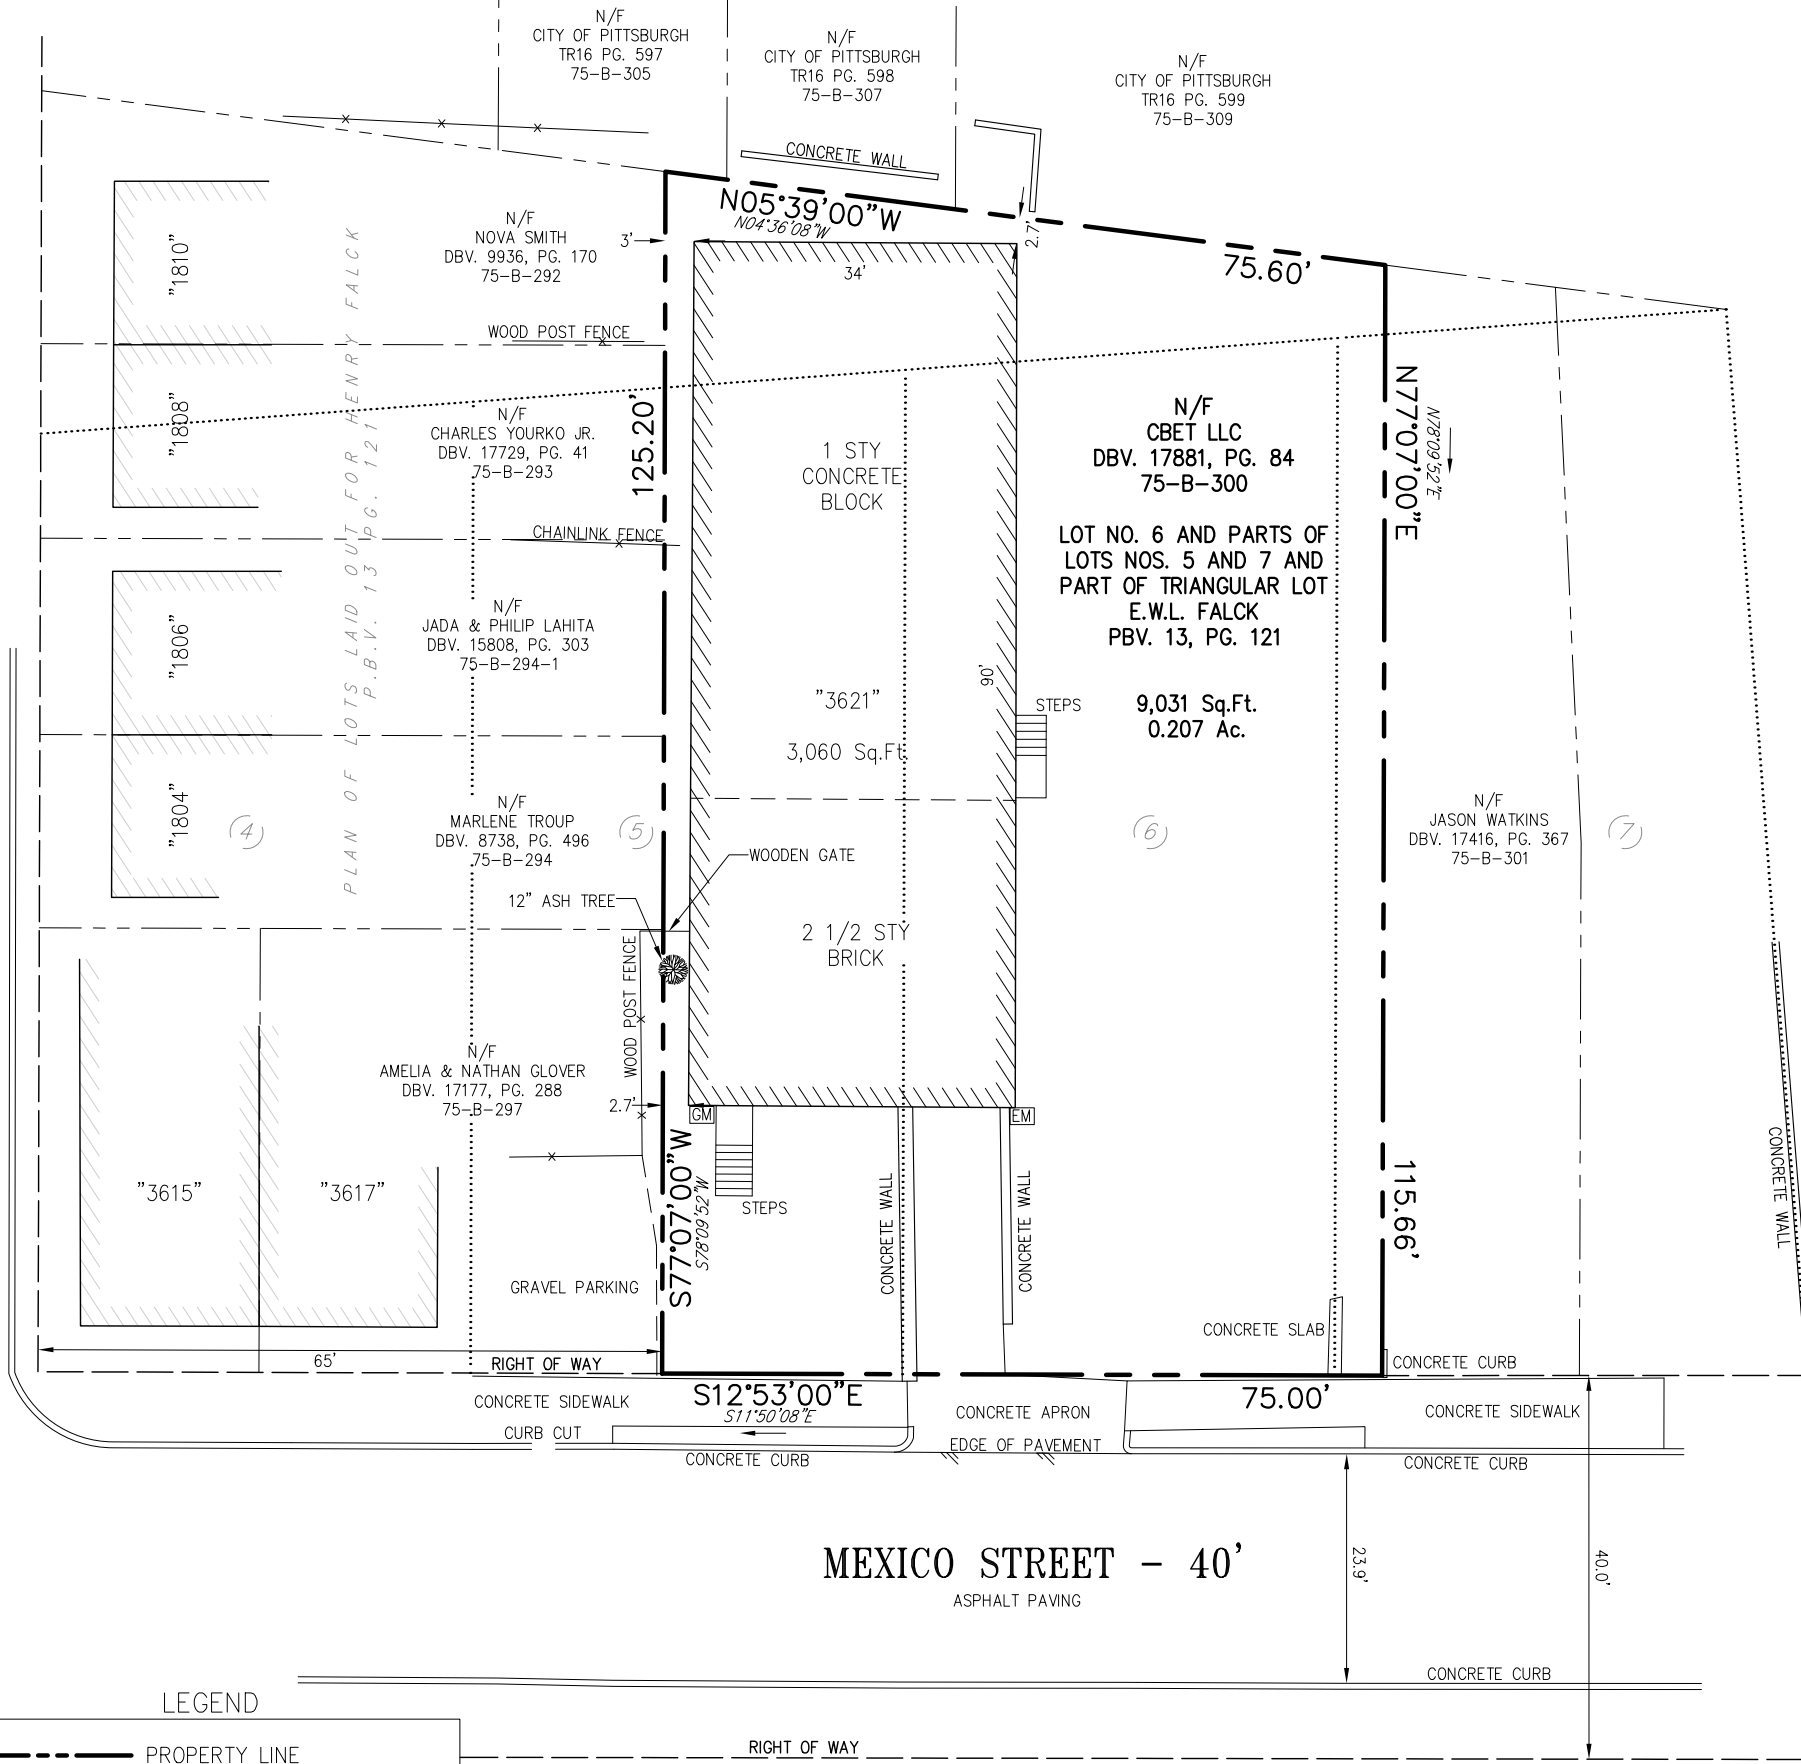 N/F
CITY OF PITTSBURGH
TR16 PG. 597
75-B-305
N/F
CITY OF PITTSBURGH
TR16 PG. 598
75-B-307
N/F
CITY OF PITTSBURGH
TR16 PG. 599
75-B-309
CONCRETE WALL
N05°39'00"W
N04°36'08"W
75.60'
2.7'
3'
34'
"1810"
N/F
NOVA SMITH
DBV. 9936, PG. 170
75-B-292
WOOD POST FENCE
"1808"
N/F
CHARLES YOURKO JR.
DBV. 17729, PG. 41
75-B-293
125.20'
CHAINLINK FENCE
PLAN OF LOTS LAID OUT FOR HENRY FALCK
P.B.V. 13 PG. 121
1 STY
CONCRETE
BLOCK
N/F
CBET LLC
DBV. 17881, PG. 84
75-B-300
LOT NO. 6 AND PARTS OF
LOTS NOS. 5 AND 7 AND
PART OF TRIANGULAR LOT
E.W.L. FALCK
PBV. 13, PG. 121
9,031 Sq.Ft.
0.207 Ac.
N77°07'00"E
N78°09'52"E
"1806"
N/F
JADA & PHILIP LAHITA
DBV. 15808, PG. 303
75-B-294-1
"3621"
3,060 Sq.Ft.
90'
STEPS
"1804"
4
N/F
MARLENE TROUP
DBV. 8738, PG. 496
75-B-294
5
6
N/F
JASON WATKINS
DBV. 17416, PG. 367
75-B-301
7
WOODEN GATE
12" ASH TREE
2 1/2 STY
BRICK
WOOD POST FENCE
N/F
AMELIA & NATHAN GLOVER
DBV. 17177, PG. 288
75-B-297
2.7'
GM
EM
"3615"
"3617"
S77°07'00"W
S78°09'52"W
STEPS
CONCRETE WALL
CONCRETE WALL
115.66'
CONCRETE WALL
GRAVEL PARKING
CONCRETE SLAB
65'
RIGHT OF WAY
CONCRETE CURB
CONCRETE SIDEWALK
S12°53'00"E
S11°50'08"E
75.00'
CONCRETE APRON
CONCRETE SIDEWALK
CURB CUT
EDGE OF PAVEMENT
CONCRETE CURB
CONCRETE CURB
MEXICO STREET - 40'
ASPHALT PAVING
23.9'
40.0'
CONCRETE CURB
LEGEND
PROPERTY LINE
RIGHT OF WAY